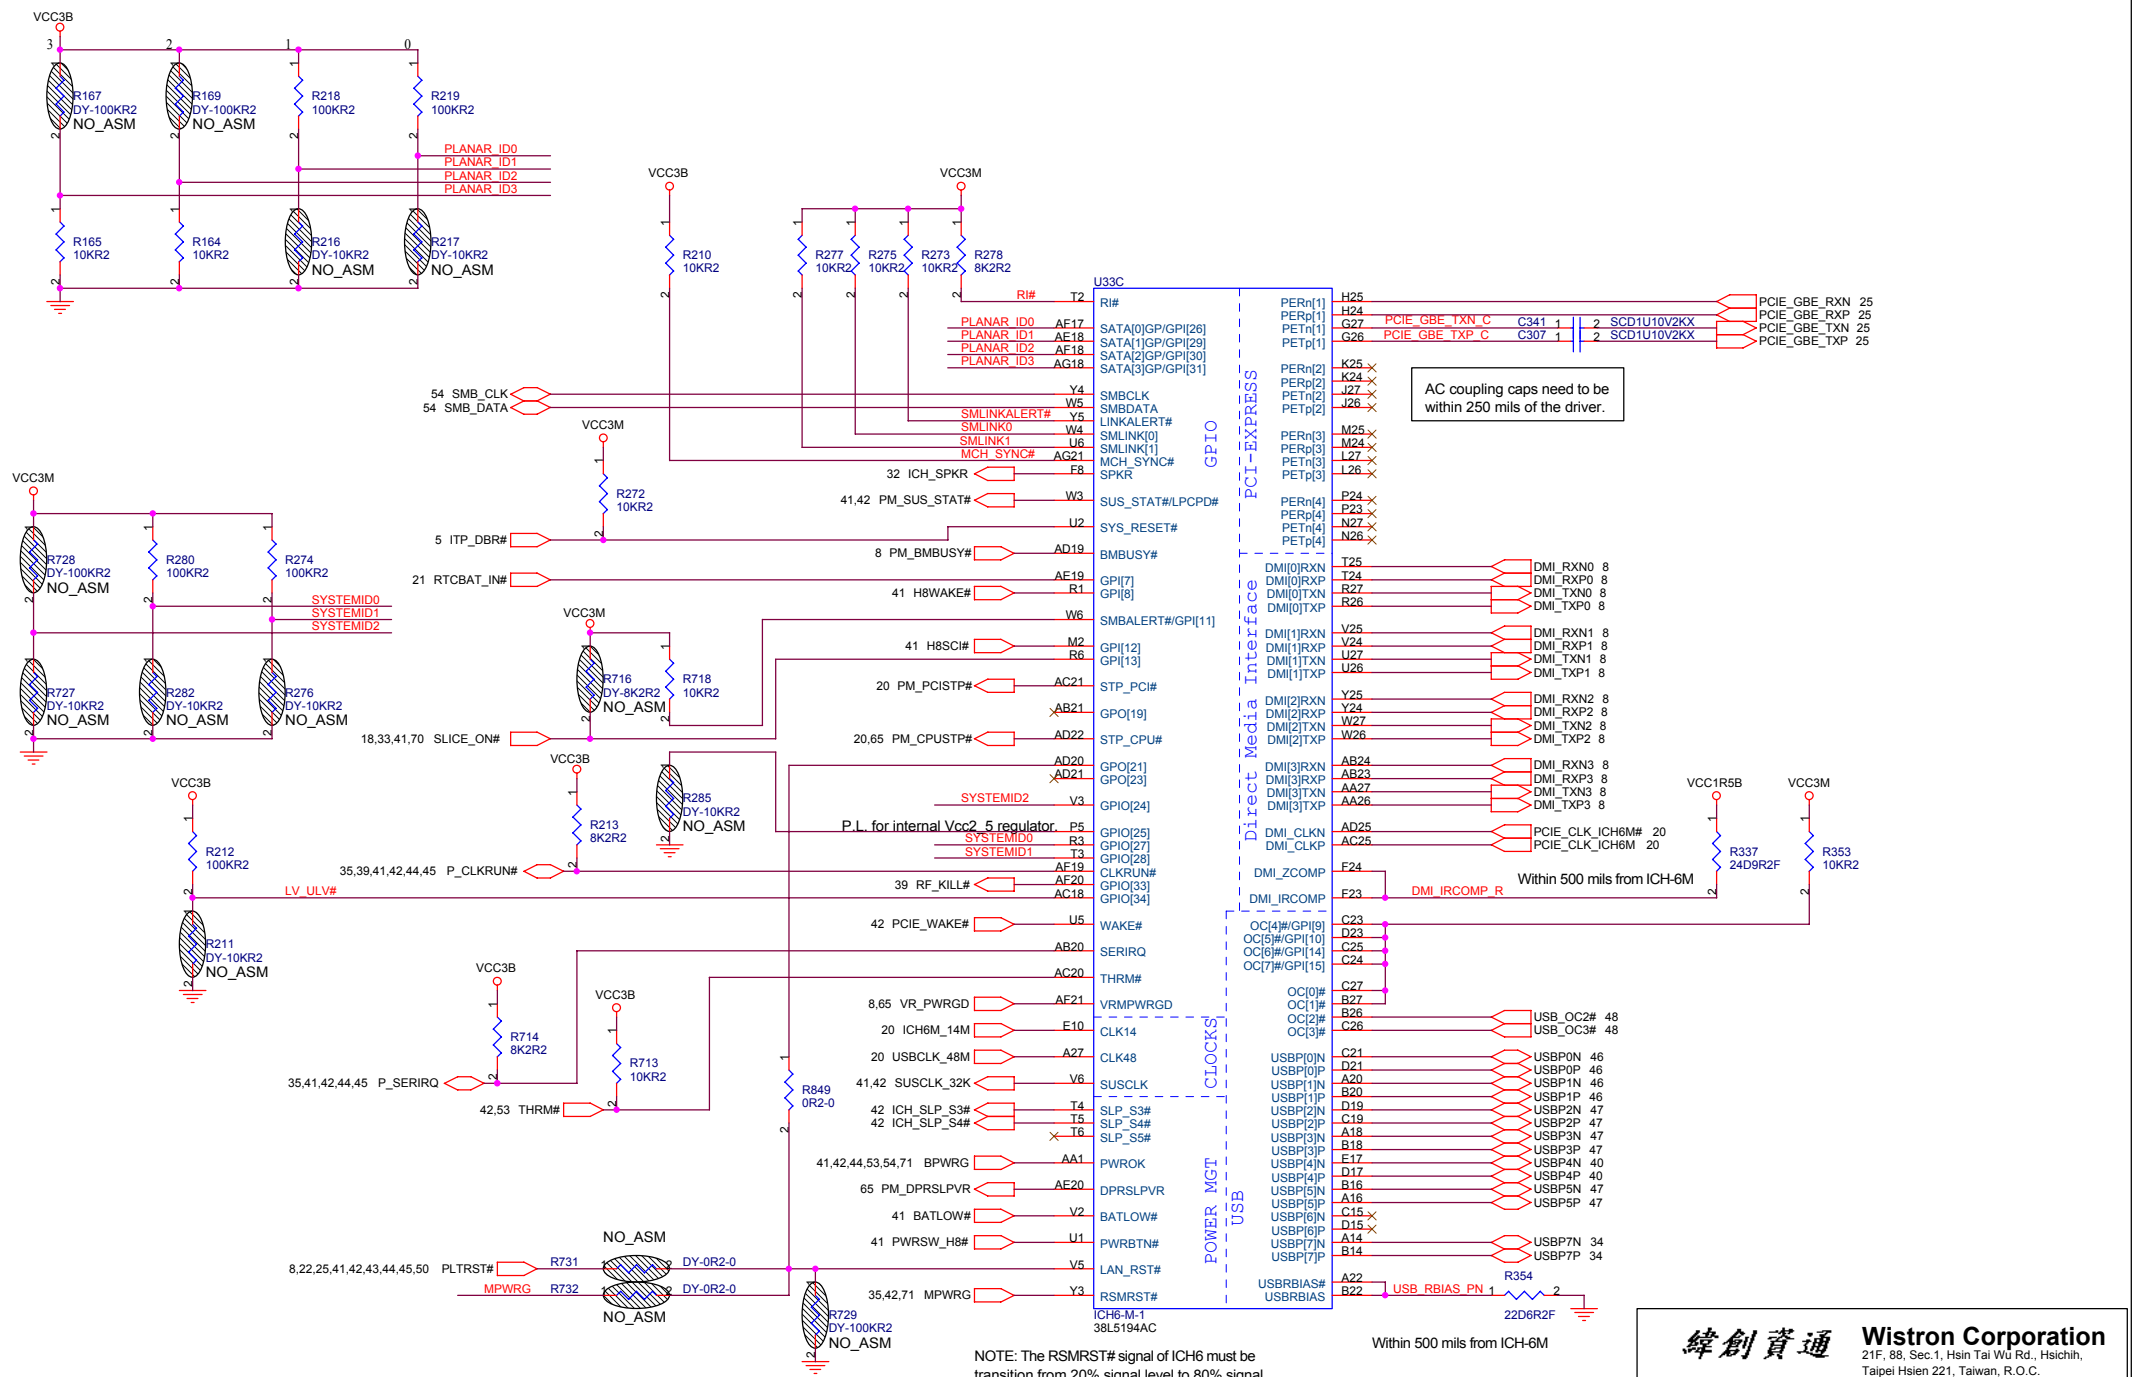 VCC3B
3 2 1 0
R167
DY-100KR2
NO_ASM
R169
DY-100KR2
NO_ASM
R218
100KR2
R219
100KR2
PLANAR_ID0
PLANAR_ID1
PLANAR_ID2
PLANAR_ID3
R165
10KR2
R164
10KR2
R216
DY-10KR2
NO_ASM
R217
DY-10KR2
NO_ASM
VCC3B
R210
10KR2
VCC3M
R277
10KR2
R275
10KR2
R273
10KR2
R278
8K2R2
U33C
RI# T2 RI#
PLANAR_ID0 AF17 SATA[0]GP/GPI[26]
PLANAR_ID1 AE18 SATA[1]GP/GPI[29]
PLANAR_ID2 AF18 SATA[2]GP/GPI[30]
PLANAR_ID3 AG18 SATA[3]GP/GPI[31]
54 SMB_CLK Y4 SMBCLK
54 SMB_DATA W5 SMBDATA
SMLINKALERT# Y5 LINKALERT#
SMLINK0 W4 SMLINK[0]
SMLINK1 U6 SMLINK[1]
MCH_SYNC# AG21 MCH_SYNC#
32 ICH_SPKR F8 SPKR
41,42 PM_SUS_STAT# W3 SUS_STAT#/LPCPD#
VCC3M
R272
10KR2
5 ITP_DBR# U2 SYS_RESET#
8 PM_BMBUSY# AD19 BMBUSY#
21 RTCBAT_IN# AE19 GPI[7]
41 H8WAKE# R1 GPI[8]
W6 SMBALERT#/GPI[11]
41 H8SCI# M2 GPI[12]
R6 GPI[13]
20 PM_PCISTP# AC21 STP_PCI#
AB21 GPO[19]
20,65 PM_CPUSTP# AD22 STP_CPU#
AD20 GPO[21]
AD21 GPO[23]
SYSTEMID2 V3 GPIO[24]
P.L. for internal Vcc2_5 regulator. P5 GPIO[25]
SYSTEMID0 R3 GPIO[27]
SYSTEMID1 T3 GPIO[28]
35,39,41,42,44,45 P_CLKRUN# AF19 CLKRUN#
39 RF_KILL# AF20 GPIO[33]
LV_ULV# AC18 GPIO[34]
42 PCIE_WAKE# U5 WAKE#
AB20 SERIRQ
AC20 THRM#
8,65 VR_PWRGD AF21 VRMPWRGD
20 ICH6M_14M E10 CLK14
20 USBCLK_48M A27 CLK48
41,42 SUSCLK_32K V6 SUSCLK
42 ICH_SLP_S3# T4 SLP_S3#
42 ICH_SLP_S4# T5 SLP_S4#
T6 SLP_S5#
41,42,44,53,54,71 BPWRG AA1 PWROK
65 PM_DPRSLPVR AE20 DPRSLPVR
41 BATLOW# V2 BATLOW#
41 PWRSW_H8# U1 PWRBTN#
V5 LAN_RST#
35,42,71 MPWRG Y3 RSMRST#
ICH6-M-1
38L5194AC
VCC3M
R728
DY-100KR2
NO_ASM
R280
100KR2
R274
100KR2
SYSTEMID0
SYSTEMID1
SYSTEMID2
R727
DY-10KR2
NO_ASM
R282
DY-10KR2
NO_ASM
R276
DY-10KR2
NO_ASM
VCC3M
R716
DY-8K2R2
NO_ASM
R718
10KR2
18,33,41,70 SLICE_ON#
R285
DY-10KR2
NO_ASM
VCC3B
R213
8K2R2
VCC3B
R212
100KR2
R211
DY-10KR2
NO_ASM
VCC3B
R714
8K2R2
VCC3B
R713
10KR2
35,41,42,44,45 P_SERIRQ
42,53 THRM#
R849
0R2-0
NO_ASM
8,22,25,41,42,43,44,45,50 PLTRST# R731 DY-0R2-0
MPWRG R732 DY-0R2-0
NO_ASM
R729
DY-100KR2
NO_ASM
GPIO
PCI-EXPRESS
Direct Media Interface
CLOCKS
POWER MGT
USB
PERn[1] H25 PCIE_GBE_RXN 25
PERp[1] H24 PCIE_GBE_RXP 25
PETn[1] G27 PCIE_GBE_TXN_C C341 1 2 SCD1U10V2KX PCIE_GBE_TXN 25
PETp[1] G26 PCIE_GBE_TXP_C C307 1 2 SCD1U10V2KX PCIE_GBE_TXP 25
PERn[2] K25
PERp[2] K24
PETn[2] J27
PETp[2] J26
AC coupling caps need to be
within 250 mils of the driver.
PERn[3] M25
PERp[3] M24
PETn[3] L27
PETp[3] L26
PERn[4] P24
PERp[4] P23
PETn[4] N27
PETp[4] N26
DMI[0]RXN T25 DMI_RXN0 8
DMI[0]RXP T24 DMI_RXP0 8
DMI[0]TXN R27 DMI_TXN0 8
DMI[0]TXP R26 DMI_TXP0 8
DMI[1]RXN V25 DMI_RXN1 8
DMI[1]RXP V24 DMI_RXP1 8
DMI[1]TXN U27 DMI_TXN1 8
DMI[1]TXP U26 DMI_TXP1 8
DMI[2]RXN Y25 DMI_RXN2 8
DMI[2]RXP Y24 DMI_RXP2 8
DMI[2]TXN W27 DMI_TXN2 8
DMI[2]TXP W26 DMI_TXP2 8
DMI[3]RXN AB24 DMI_RXN3 8
DMI[3]RXP AB23 DMI_RXP3 8
DMI[3]TXN AA27 DMI_TXN3 8
DMI[3]TXP AA26 DMI_TXP3 8
DMI_CLKN AD25 PCIE_CLK_ICH6M# 20
DMI_CLKP AC25 PCIE_CLK_ICH6M 20
DMI_ZCOMP F24
DMI_IRCOMP F23 DMI_IRCOMP_R
Within 500 mils from ICH-6M
VCC1R5B
R337
24D9R2F
VCC3M
R353
10KR2
OC[4]#/GPI[9] C23
OC[5]#/GPI[10] D23
OC[6]#/GPI[14] C25
OC[7]#/GPI[15] C24
OC[0]# C27
OC[1]# B27
OC[2]# B26 USB_OC2# 48
OC[3]# C26 USB_OC3# 48
USBP[0]N C21 USBP0N 46
USBP[0]P D21 USBP0P 46
USBP[1]N A20 USBP1N 46
USBP[1]P B20 USBP1P 46
USBP[2]N D19 USBP2N 47
USBP[2]P C19 USBP2P 47
USBP[3]N A18 USBP3N 47
USBP[3]P B18 USBP3P 47
USBP[4]N E17 USBP4N 40
USBP[4]P D17 USBP4P 40
USBP[5]N B16 USBP5N 47
USBP[5]P A16 USBP5P 47
USBP[6]N C15
USBP[6]P D15
USBP[7]N A14 USBP7N 34
USBP[7]P B14 USBP7P 34
USBRBIAS# A22
USBRBIAS B22 USB_RBIAS_PN 1 2
R354
22D6R2F
Within 500 mils from ICH-6M
NOTE: The RSMRST# signal of ICH6 must be
transition from 20% signal level to 80% signal
緯創資通 Wistron Corporation
21F, 88, Sec.1, Hsin Tai Wu Rd., Hsichih,
Taipei Hsien 221, Taiwan, R.O.C.